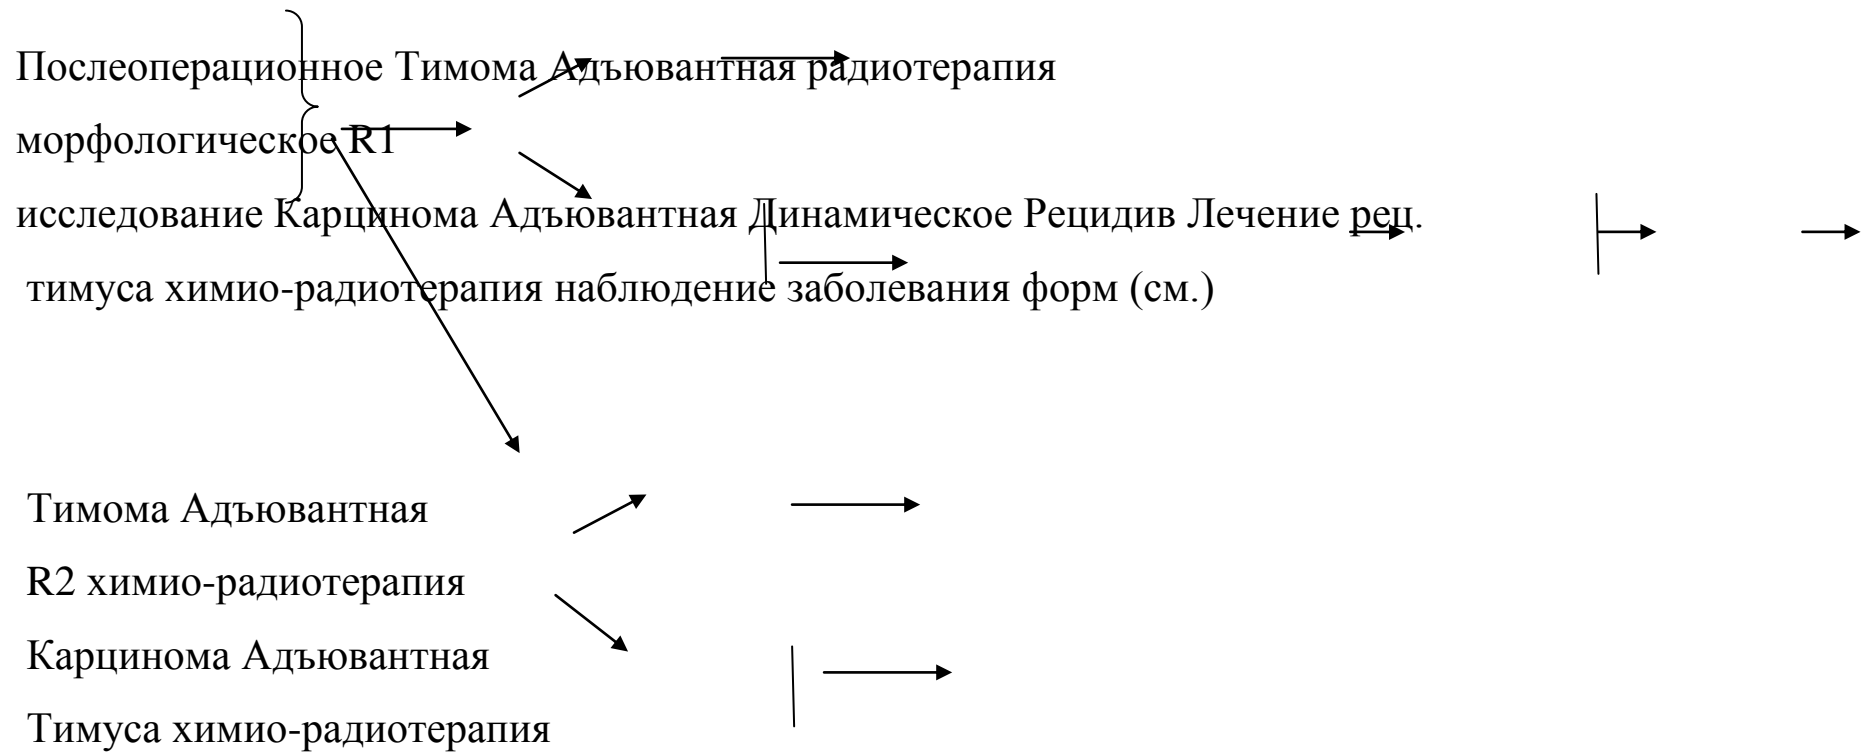 Послеоперационное Тимома Адъювантная радиотерапия
морфологическое R1
исследование Карцинома Адъювантная Динамическое Рецидив Лечение рец.
тимуса химио-радиотерапия наблюдение заболевания форм (см.)
Тимома Адъювантная
R2 химио-радиотерапия
Карцинома Адъювантная
Тимуса химио-радиотерапия